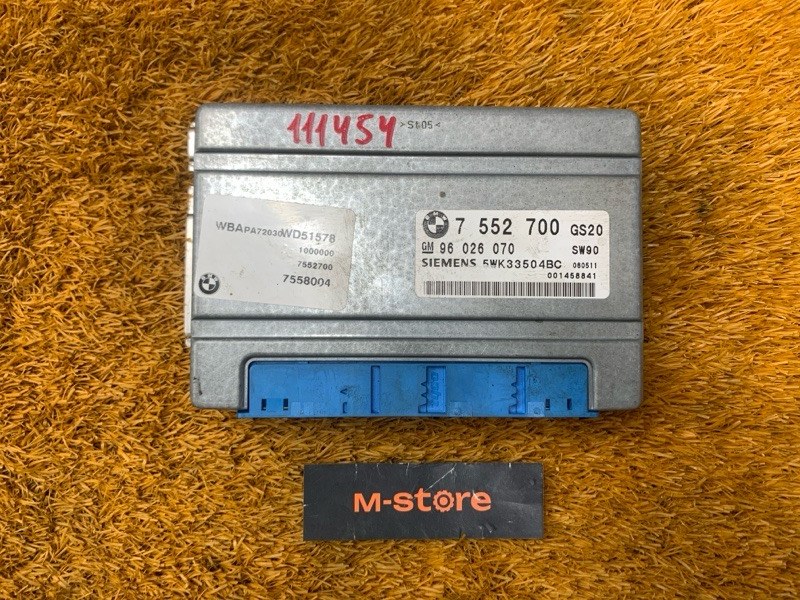 111454 >S105<
WBAPA72030WD51578
1000000
7552700
7558004
7 552 700 GS20
GM 96 026 070 SW90
SIEMENS 5WK33504BC 060511
001458841
M-store